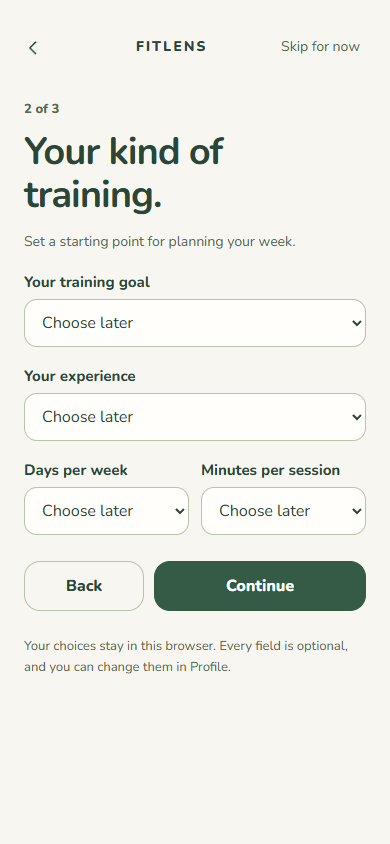 FITLENS
Skip for now
2 of 3
Your kind of
training.
Set a starting point for planning your week.
Your training goal
Choose later
Your experience
Choose later
Days per week
Minutes per session
Choose later
Choose later
Back
Continue
Your choices stay in this browser. Every field is optional,
and you can change them in Profile.